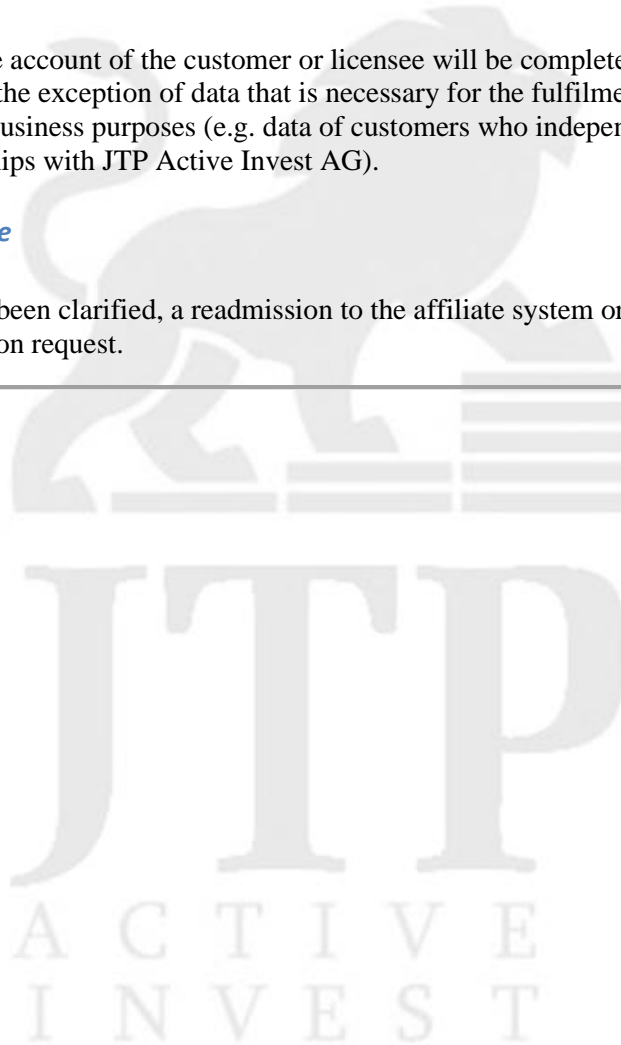 account of the customer or licensee will be complete
the exception of data that is necessary for the fulfilme
usiness purposes (e.g. data of customers who indepen
hips with JTP Active Invest AG).
e
been clarified, a readmission to the affiliate system or
on request.
JTP
ACTIVE
INVEST